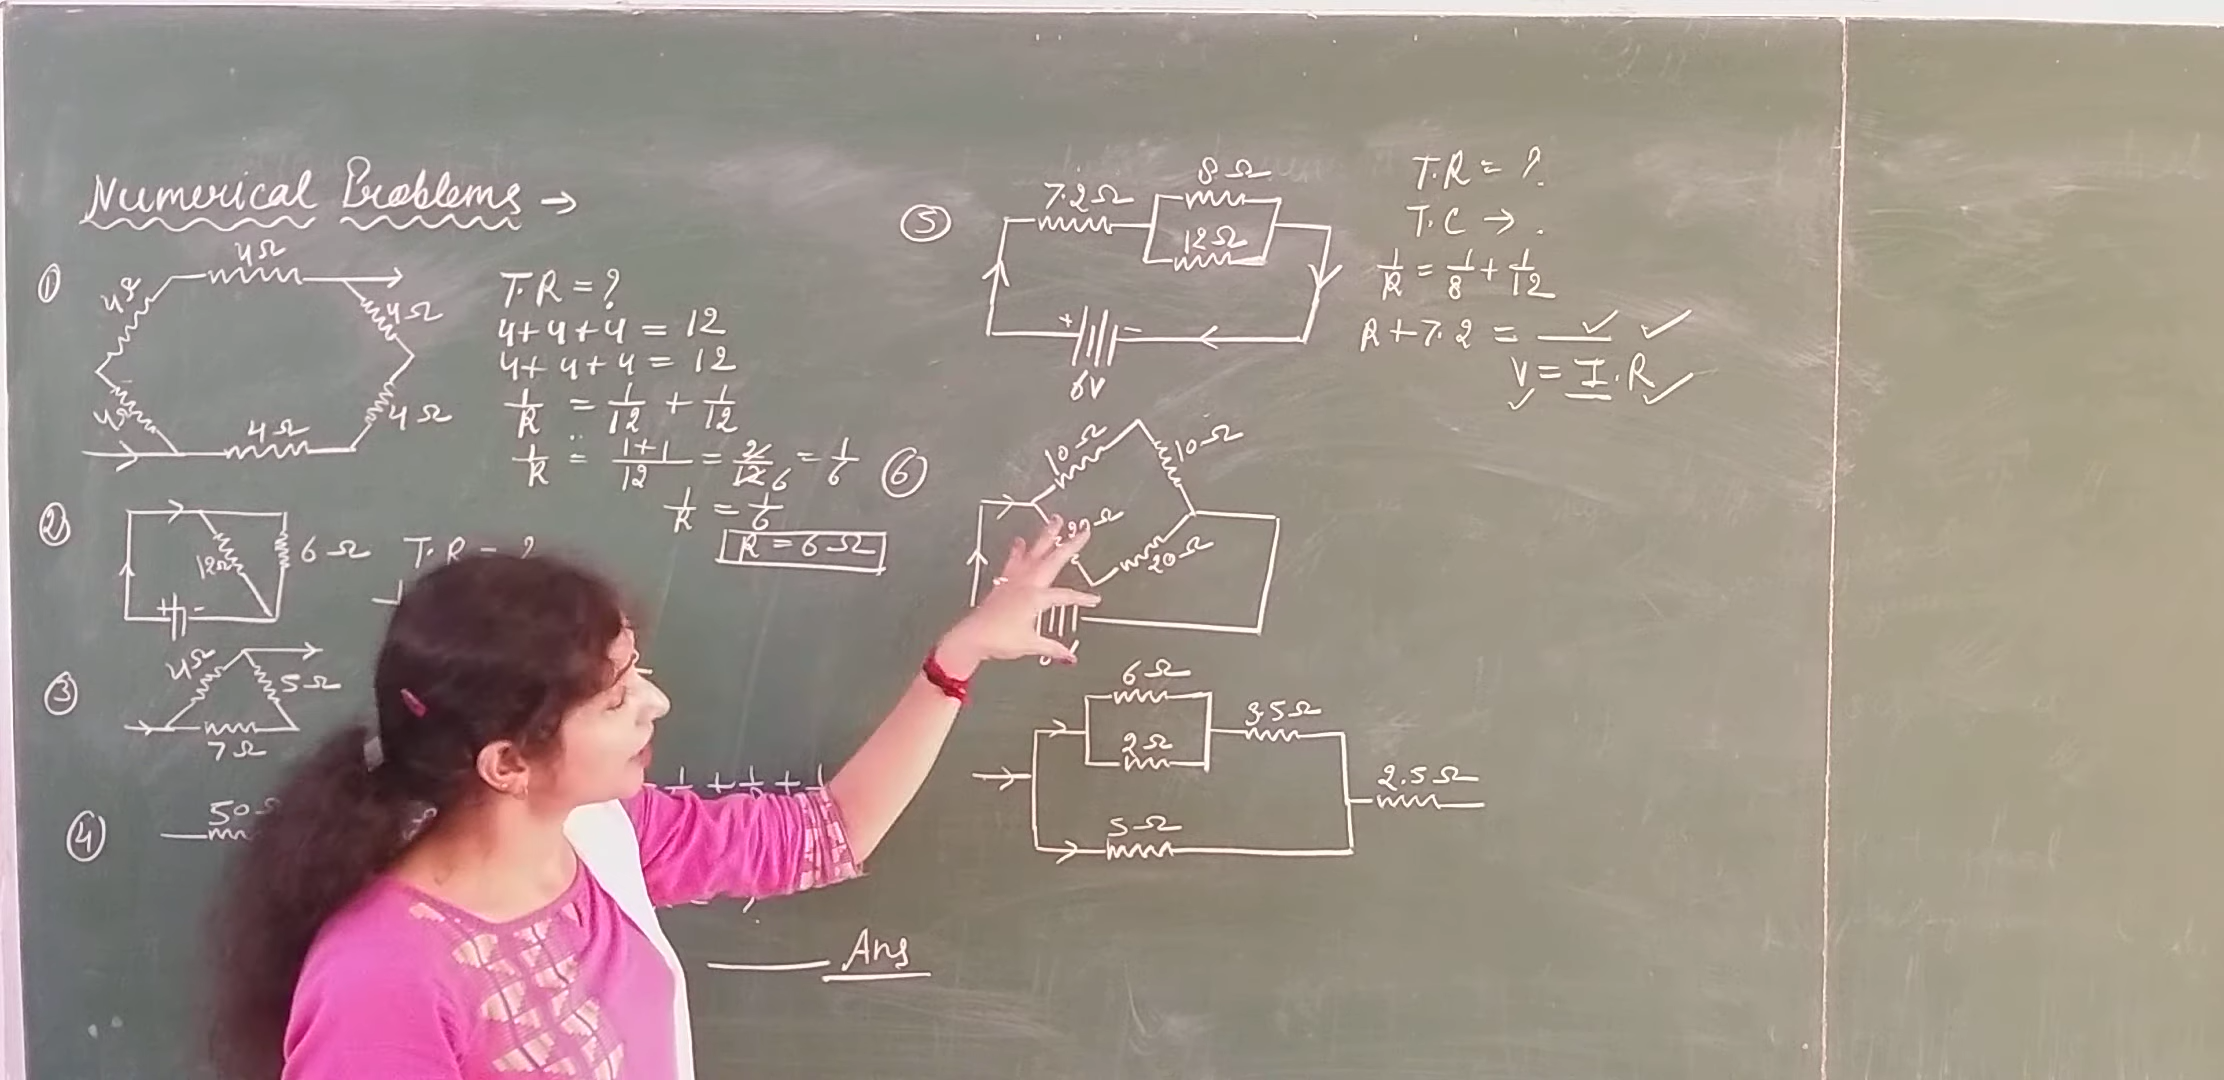 Numerical Problems →
① 4Ω
4Ω
4Ω
4Ω
4Ω
4Ω
T.R = ?
4+4+4 = 12
4+4+4 = 12
1/R = 1/12 + 1/12
1/R = 1+1/12 = 2/12 6 = 1/6
1/R = 1/6
R = 6Ω
② 12Ω 6Ω T.R = ?
+ -
③ 4Ω 5Ω
7Ω
④ 50
Ans
⑤ 7.2Ω 8Ω
12Ω
+ -
6V
T.R = ?
T.C → .
1/R = 1/8 + 1/12
R + 7.2 = ___ ✓ ✓
V = I.R
✓ ✓
⑥ 10Ω 10Ω
Ω 20Ω
6Ω
2Ω 3.5Ω
2.5Ω
5Ω